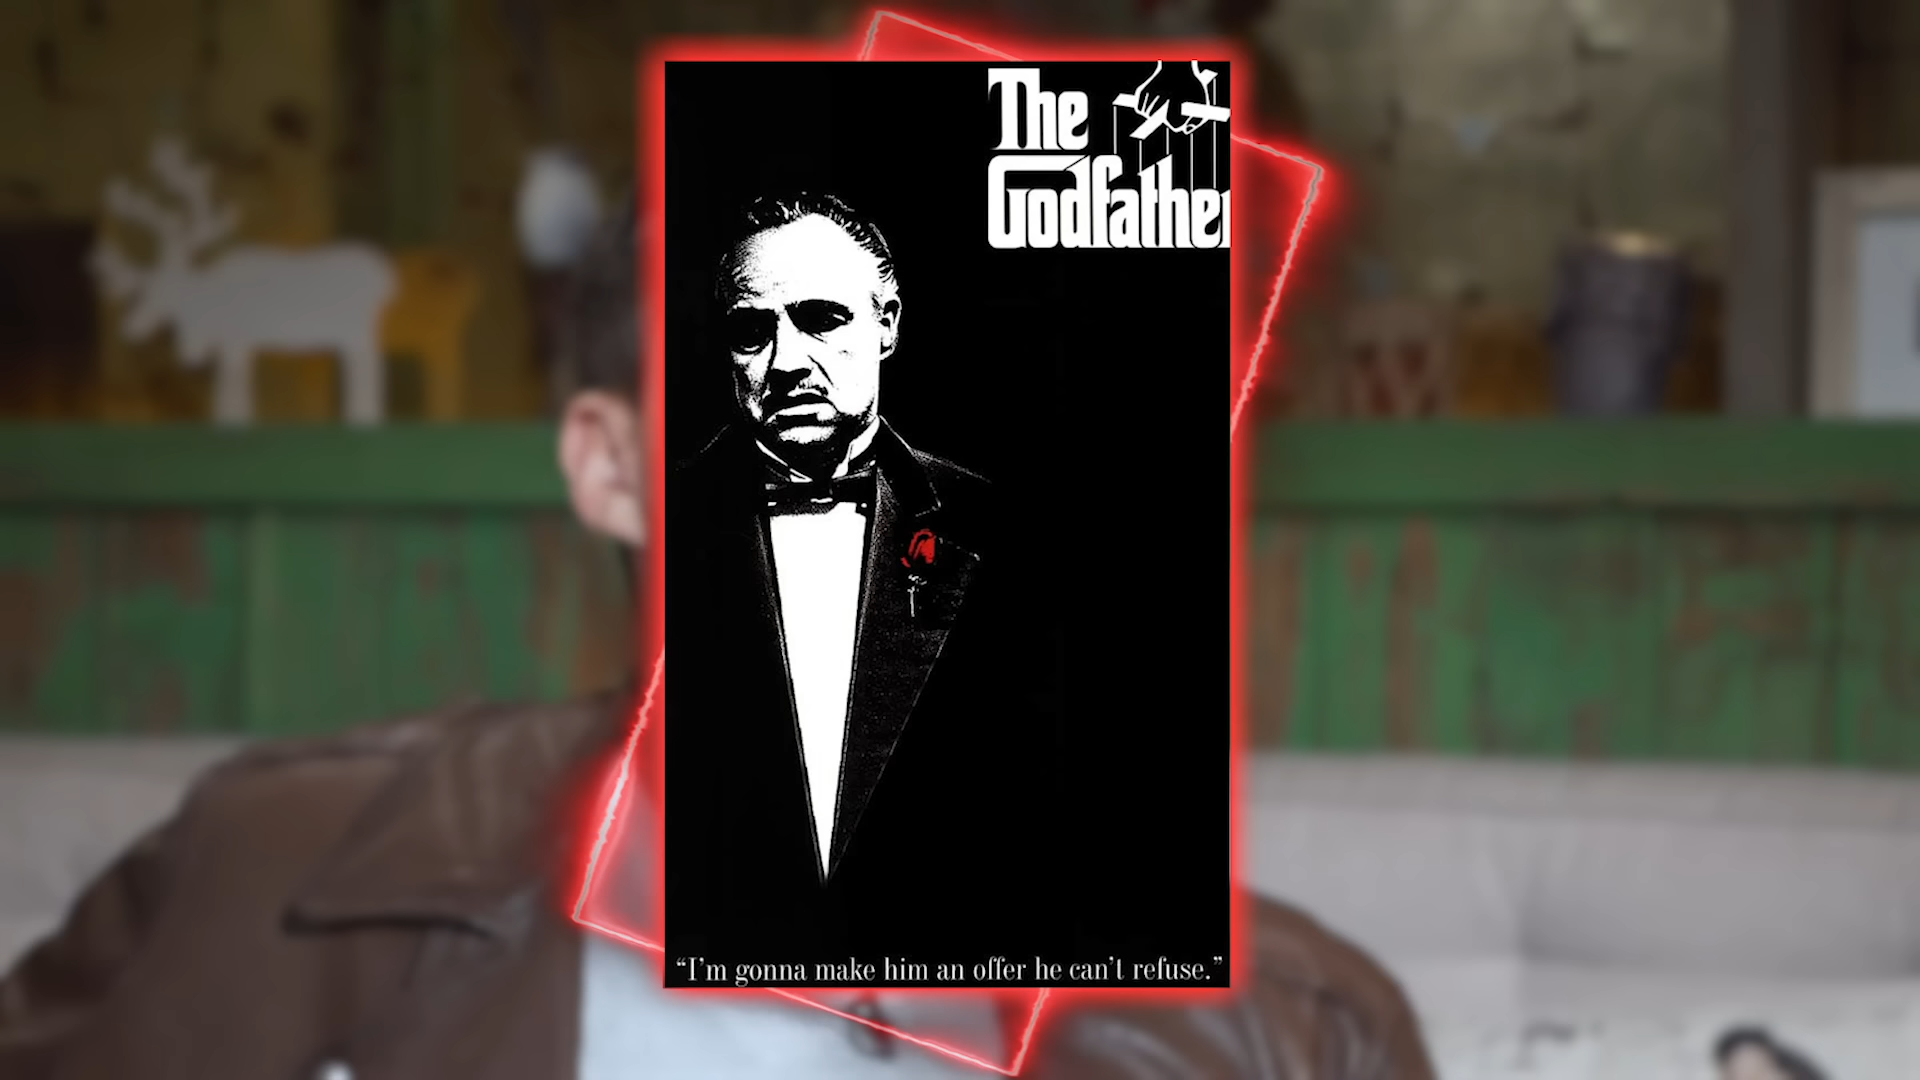 The
Godfather
“I’m gonna make him an offer he can’t refuse.”